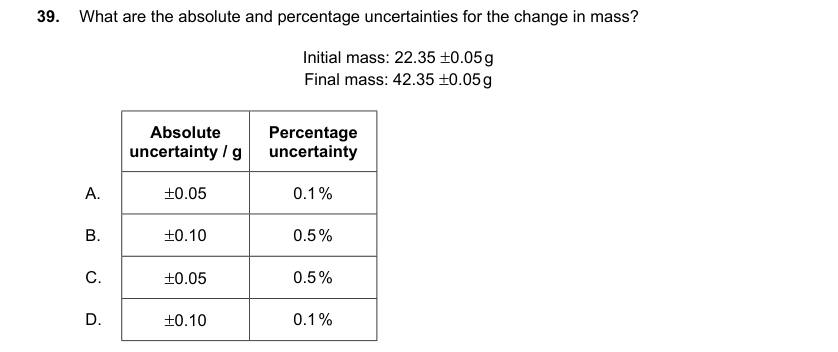 39. What are the absolute and percentage uncertainties for the change in mass?
Initial mass: 22.35 ±0.05 g
Final mass: 42.35 ±0.05 g
Absolute uncertainty / g Percentage uncertainty
A. ±0.05 0.1 %
B. ±0.10 0.5 %
C. ±0.05 0.5 %
D. ±0.10 0.1 %